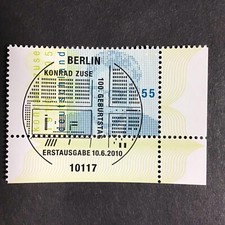 BERLIN
KONRAD ZUSE
100. GEBURTSTAG
55
ERSTAUSGABE 10.6.2010
10117